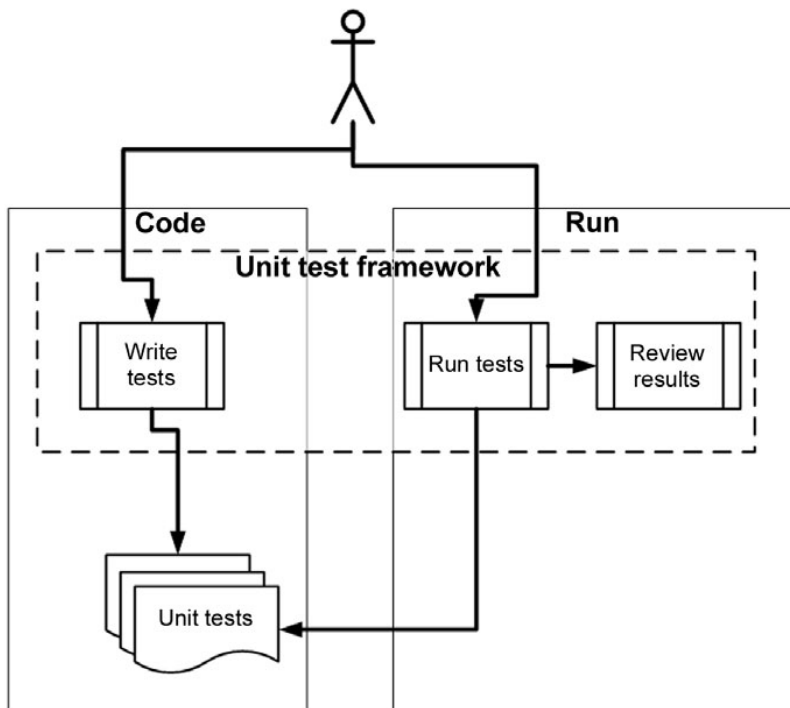 Code
Run
Unit test framework
Write
tests
Run tests
Review
results
Unit tests